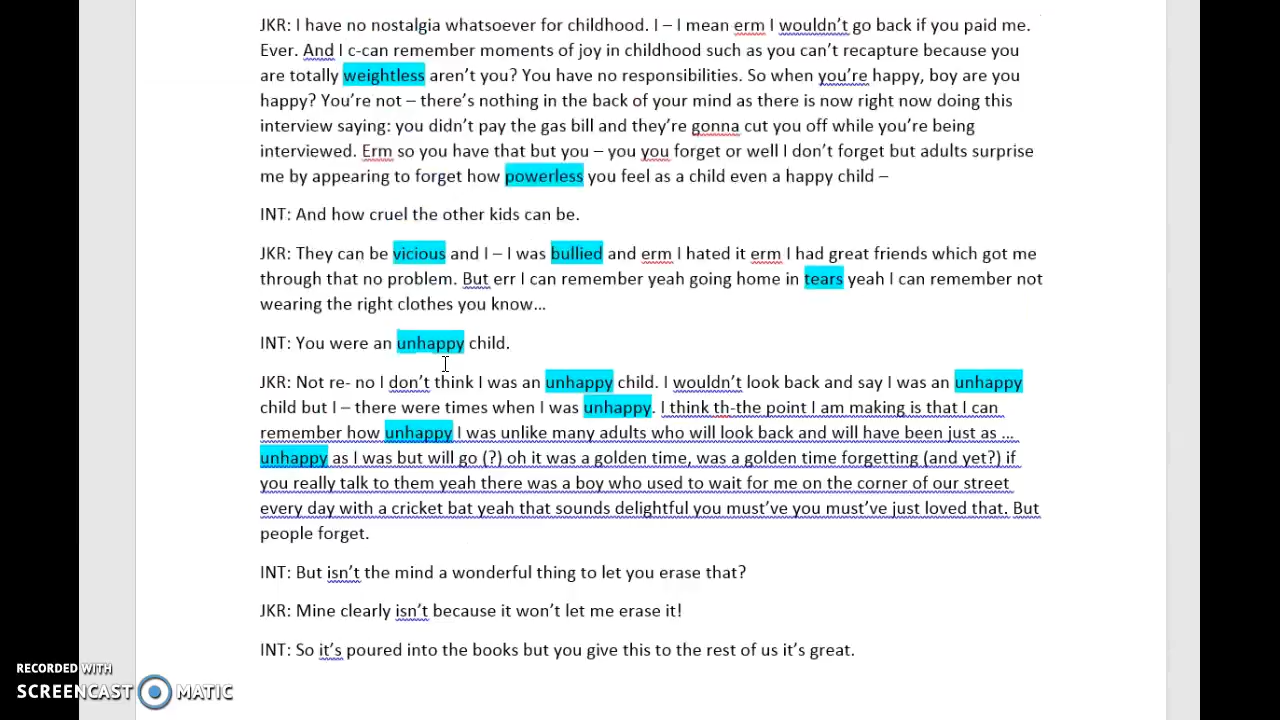 JKR: I have no nostalgia whatsoever for childhood. I – I mean erm I wouldn’t go back if you paid me.
Ever. And I c-can remember moments of joy in childhood such as you can’t recapture because you
are totally weightless aren’t you? You have no responsibilities. So when you’re happy, boy are you
happy? You’re not – there’s nothing in the back of your mind as there is now right now doing this
interview saying: you didn’t pay the gas bill and they’re gonna cut you off while you’re being
interviewed. Erm so you have that but you – you you forget or well I don’t forget but adults surprise
me by appearing to forget how powerless you feel as a child even a happy child –
INT: And how cruel the other kids can be.
JKR: They can be vicious and I – I was bullied and erm I hated it erm I had great friends which got me
through that no problem. But err I can remember yeah going home in tears yeah I can remember not
wearing the right clothes you know…
INT: You were an unhappy child.
JKR: Not re- no I don’t think I was an unhappy child. I wouldn’t look back and say I was an unhappy
child but I – there were times when I was unhappy. I think th-the point I am making is that I can
remember how unhappy I was unlike many adults who will look back and will have been just as …
unhappy as I was but will go (?) oh it was a golden time, was a golden time forgetting (and yet?) if
you really talk to them yeah there was a boy who used to wait for me on the corner of our street
every day with a cricket bat yeah that sounds delightful you must’ve you must’ve just loved that. But
people forget.
INT: But isn’t the mind a wonderful thing to let you erase that?
JKR: Mine clearly isn’t because it won’t let me erase it!
INT: So it’s poured into the books but you give this to the rest of us it’s great.
RECORDED WITH
SCREENCAST MATIC